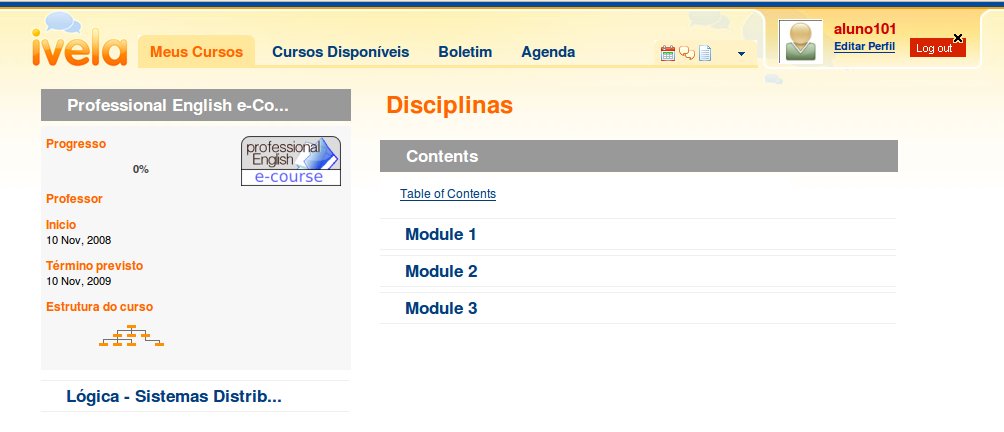 ivela
Meus Cursos
Cursos Disponíveis
Boletim
Agenda
aluno101
Editar Perfil
Log out
Professional English e-Co...
Progresso
0%
professional
English
e-course
Professor
Inicio
10 Nov, 2008
Término previsto
10 Nov, 2009
Estrutura do curso
Lógica - Sistemas Distrib...
Disciplinas
Contents
Table of Contents
Module 1
Module 2
Module 3